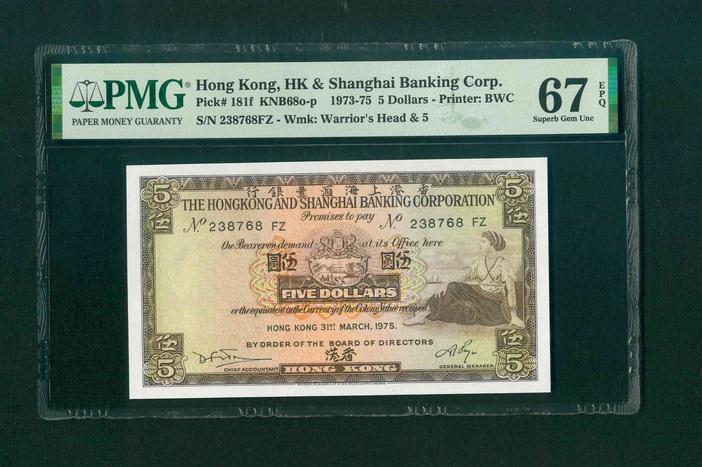 PMG® Hong Kong, HK & Shanghai Banking Corp.
PAPER MONEY GUARANTY
Pick# 181f KNB68o-p 1973-75 5 Dollars - Printer: BWC
S/N 238768FZ - Wmk: Warrior's Head & 5
67 EPQ
Superb Gem Unc
5 行銀豐滙海上港香 5
伍 THE HONGKONG AND SHANGHAI BANKING CORPORATION 伍
Promises to pay
No 238768 FZ No 238768 FZ
the Bearer on demand at its Office here
圓伍 圓伍
FIVE DOLLARS
or the equivalent in the Currency of the Colony Value received
HONG KONG 31ST MARCH, 1975.
BY ORDER OF THE BOARD OF DIRECTORS
伍 港香 伍
5 CHIEF ACCOUNTANT HONG KONG GENERAL MANAGER 5